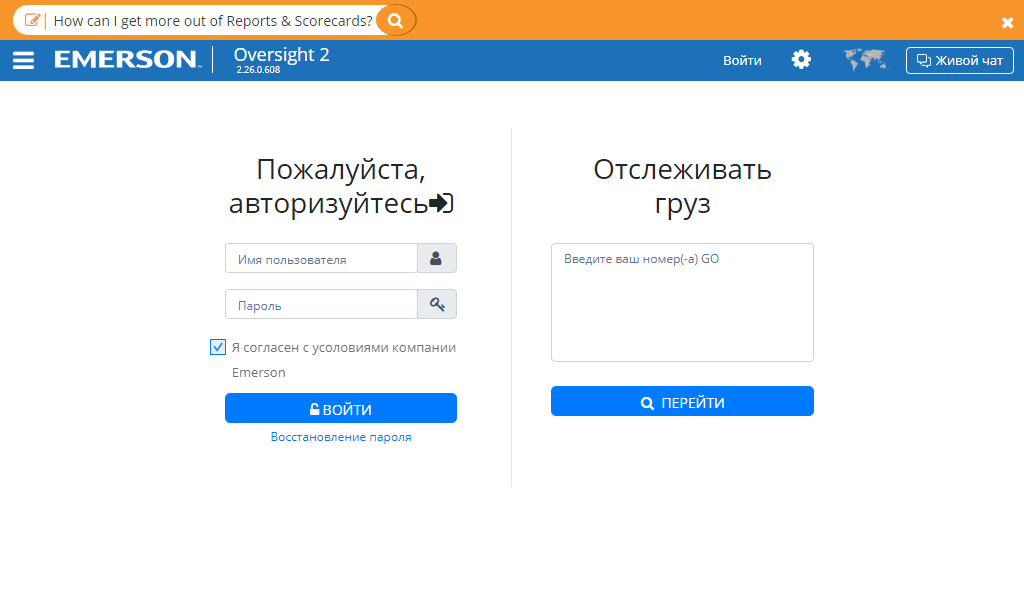 How can I get more out of Reports & Scorecards?
EMERSON
Oversight 2
2.26.0.608
Войти
Живой чат
Пожалуйста,
авторизуйтесь
Имя пользователя
Пароль
Я согласен с усоловиями компании
Emerson
ВОЙТИ
Восстановление пароля
Отслеживать
груз
Введите ваш номер(-а) GO
ПЕРЕЙТИ